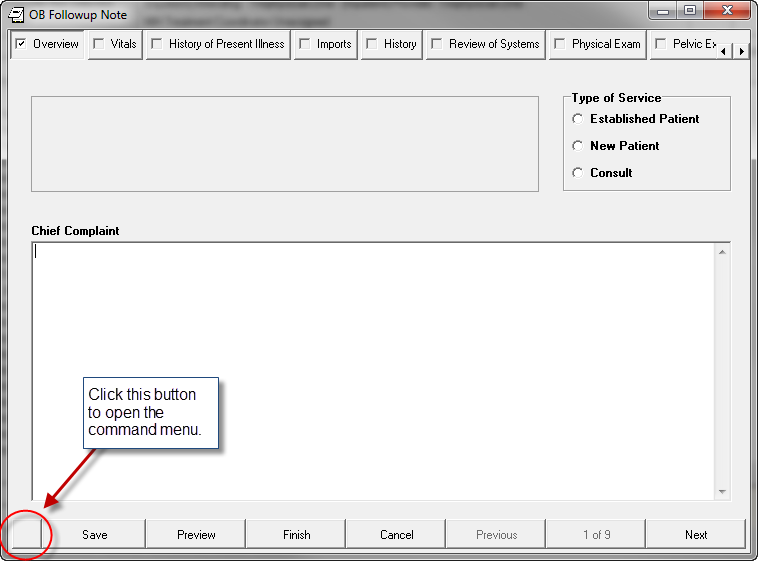 OB Followup Note
Overview
Vitals
History of Present Illness
Imports
History
Review of Systems
Physical Exam
Pelvic Ex
Type of Service
Established Patient
New Patient
Consult
Chief Complaint
Click this button
to open the
command menu.
Save
Preview
Finish
Cancel
Previous
1 of 9
Next